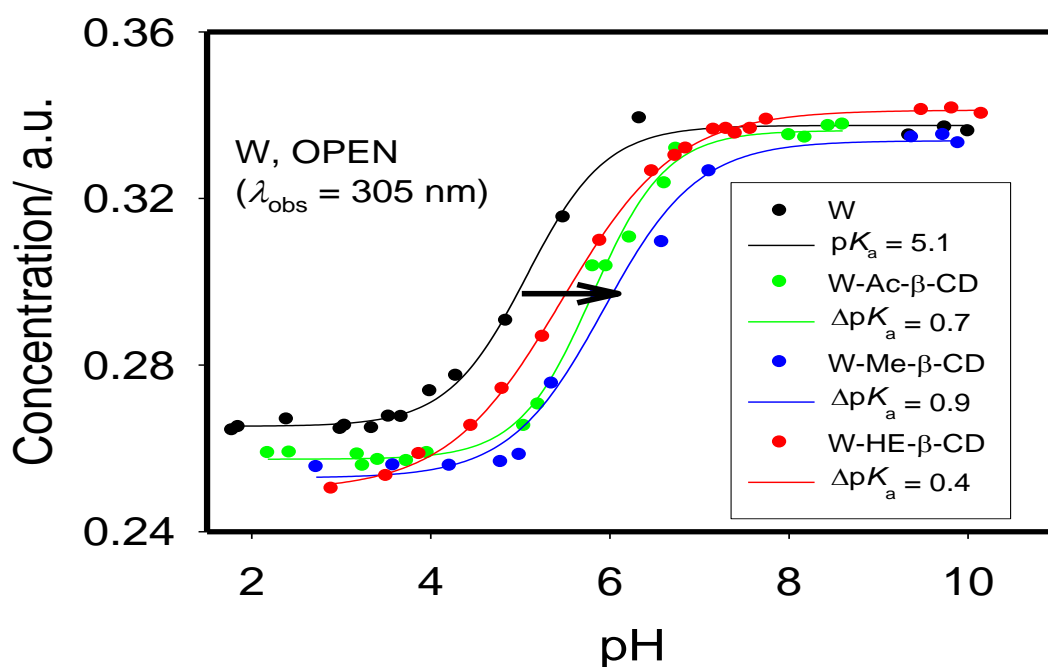 0.36
0.32
0.28
0.24
Concentration/ a.u.
W, OPEN
(λobs = 305 nm)
W
pKa = 5.1
W-Ac-β-CD
ΔpKa = 0.7
W-Me-β-CD
ΔpKa = 0.9
W-HE-β-CD
ΔpKa = 0.4
2 4 6 8 10
pH